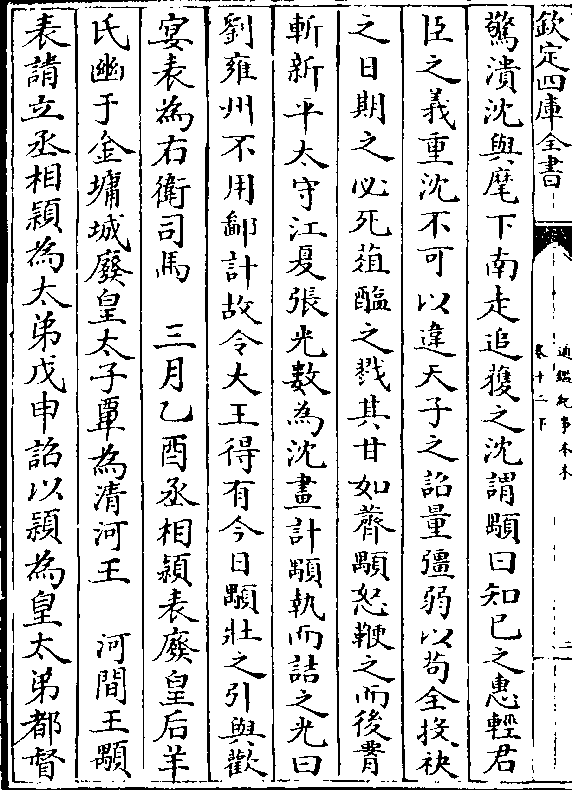 欽定四庫全書
通鑑紀事本末
卷十二下
二
驚潰沈與麾下南走追獲之沈謂顒曰知已之惠輕君
臣之義重沈不可以違天子之詔量彊弱以茍全投袂
之日期之必死葅醢之戮其甘如薺顒怒鞭之而後腰
斬新平太守江夏張光數為沈畫計顒執而詰之光曰
劉雍州不用鄙計故令大王得有今日顒壯之引與歡
宴表為右衛司馬　三月乙酉丞相頴表廢皇后羊
氏幽于金墉城廢皇太子覃為清河王　河間王顒
表請立丞相頴為太弟戊申詔以頴為皇太弟都督